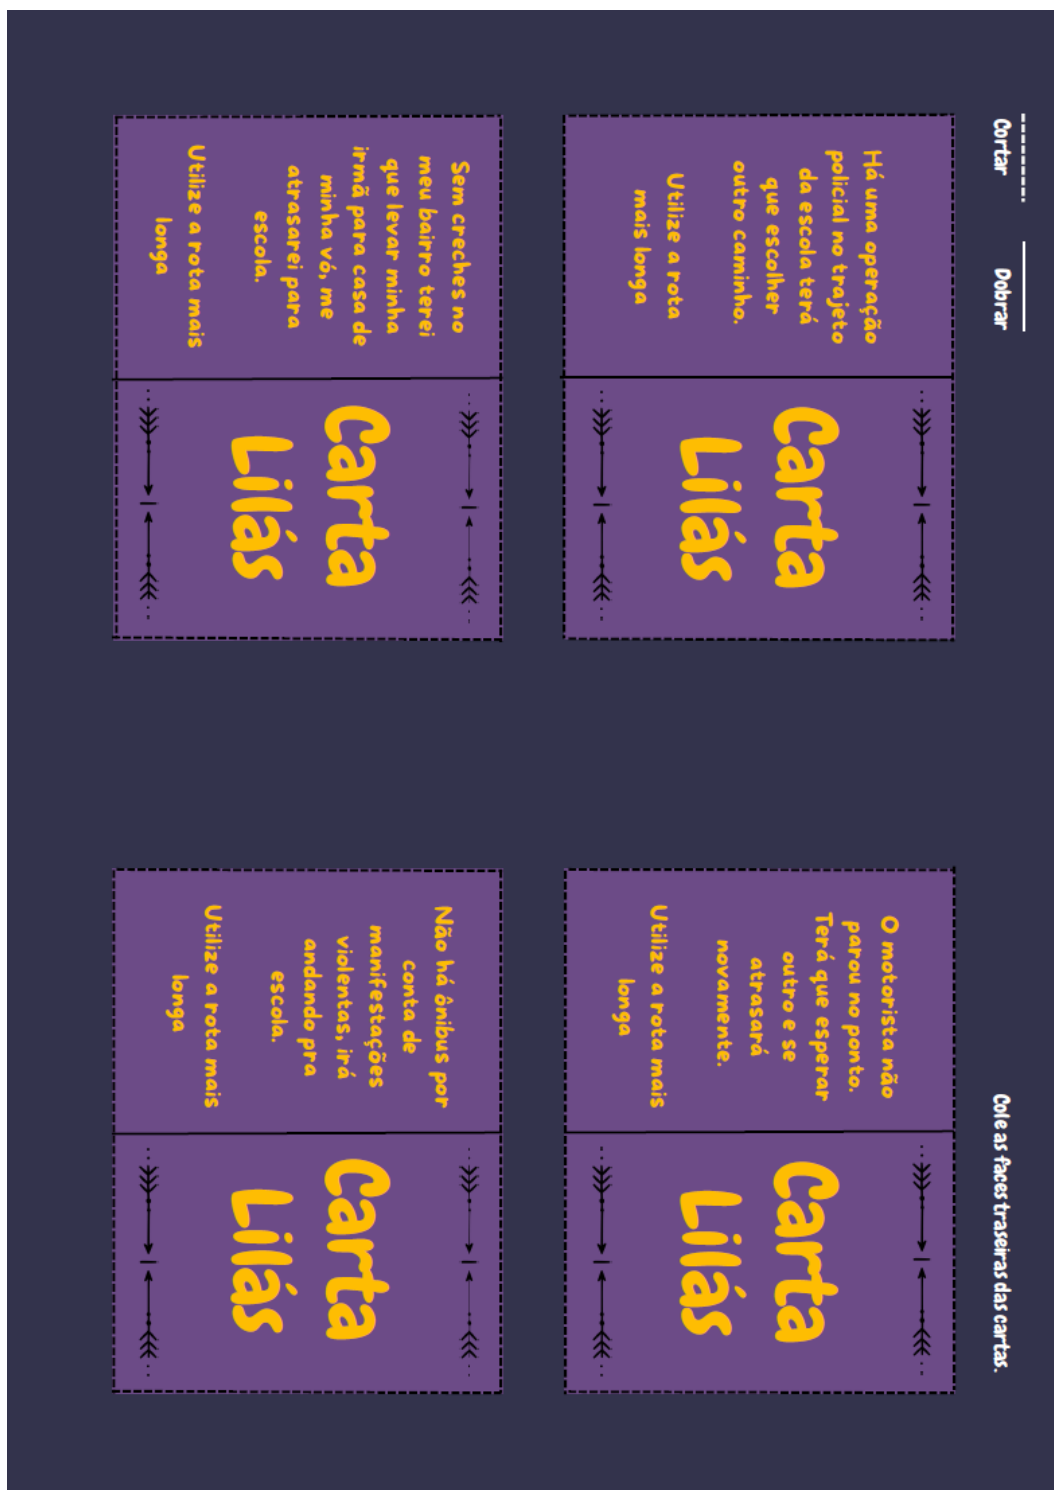 Cortar
Dobrar
Cole as faces traseiras das cartas.
Há uma operação
policial no trajeto
da escola terá
que escolher
outro caminho.
Utilize a rota
mais longa
Carta
Lilás
O motorista não
parou no ponto.
Terá que esperar
outro e se
atrasará
novamente.
Utilize a rota mais
longa
Carta
Lilás
Sem creches no
meu bairro terei
que levar minha
irmã para casa de
minha vó, me
atrasarei para
escola.
Utilize a rota mais
longa
Carta
Lilás
Não há ônibus por
conta de
manifestações
violentas, irá
andando pra
escola.
Utilize a rota mais
longa
Carta
Lilás